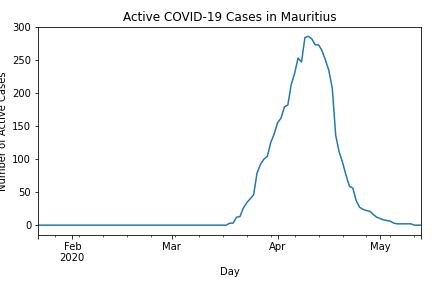 Active COVID-19 Cases in Mauritius
Number of Active Cases
300
250
200
150
100
50
0
Feb
2020
Mar
Apr
May
Day